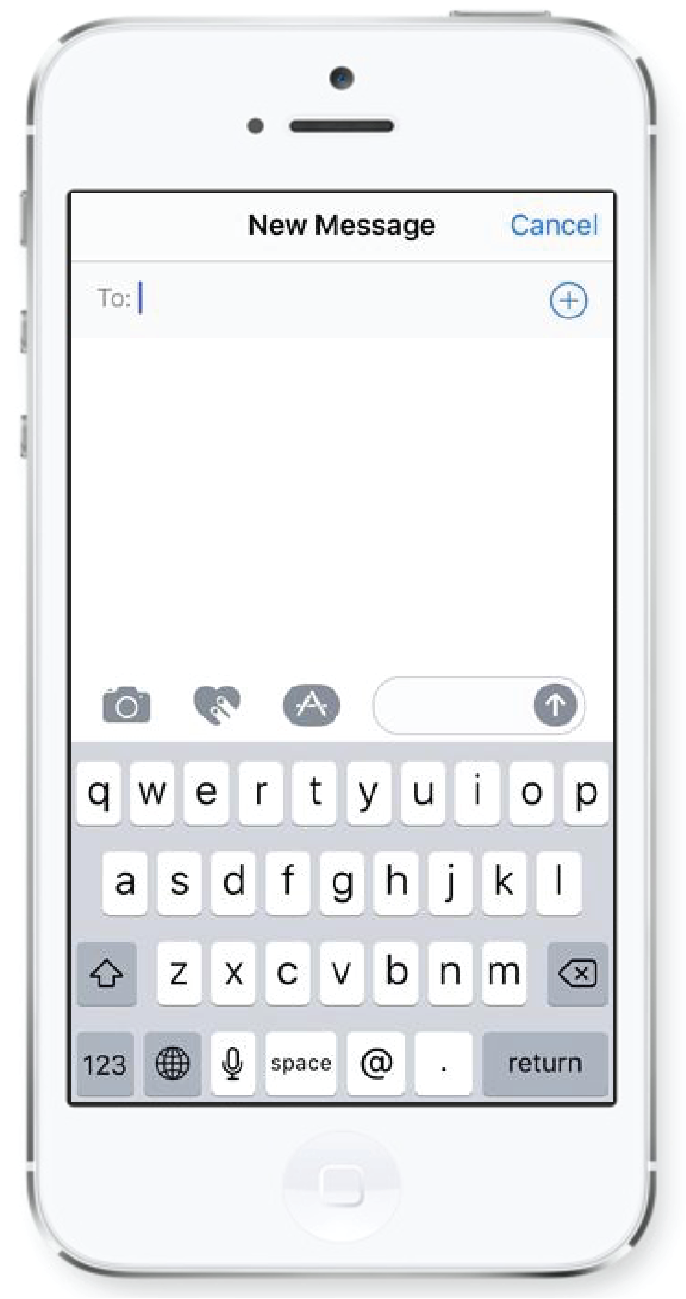 New Message Cancel
To:
q w e r t y u i o p
a s d f g h j k l
z x c v b n m
123 space @ . return